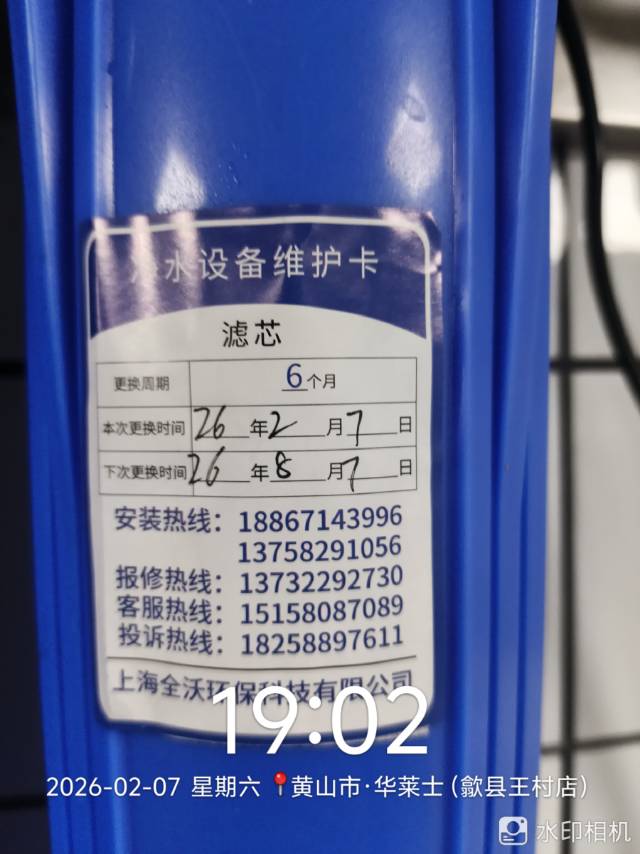 水设备维护卡
滤芯
更换周期 6个月
本次更换时间 26年2月7日
下次更换时间 26年8月7日
安装热线：18867143996
13758291056
报修热线：13732292730
客服热线：15158087089
投诉热线：18258897611
上海全沃环保科技有限公司
19:02
2026-02-07 星期六 📍黄山市·华莱士（歙县王村店）
水印相机